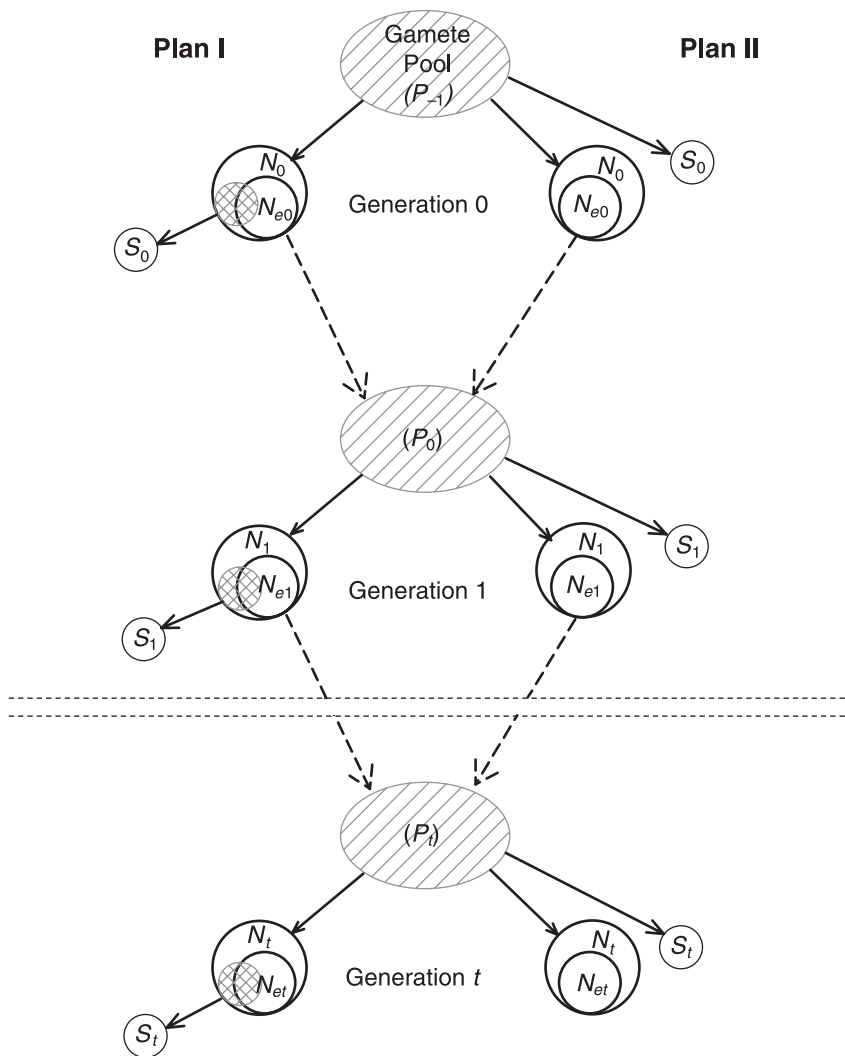 Plan I
Gamete
Pool
(P₋₁)
Plan II
N₀
Nₑ₀
S₀
Generation 0
N₀
Nₑ₀
S₀
(P₀)
N₁
Nₑ₁
S₁
Generation 1
N₁
Nₑ₁
S₁
(Pₜ)
Nₜ
Nₑₜ
Sₜ
Generation t
Nₜ
Nₑₜ
Sₜ